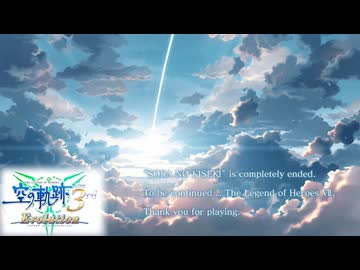 "SORA NO KISEKI" is completely ended.
To be continued ... The Legend of Heroes VII.
Thank you for playing.
空の軌跡
3rd
Evolution